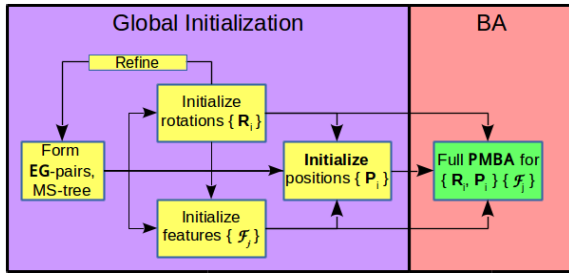 Global Initialization
BA
Refine
Initialize
rotations { R_i }
Form
EG-pairs,
MS-tree
Initialize
positions { P_i }
Full PMBA for
{ R_i, P_i } { ℱ_j }
Initialize
features { ℱ_j }